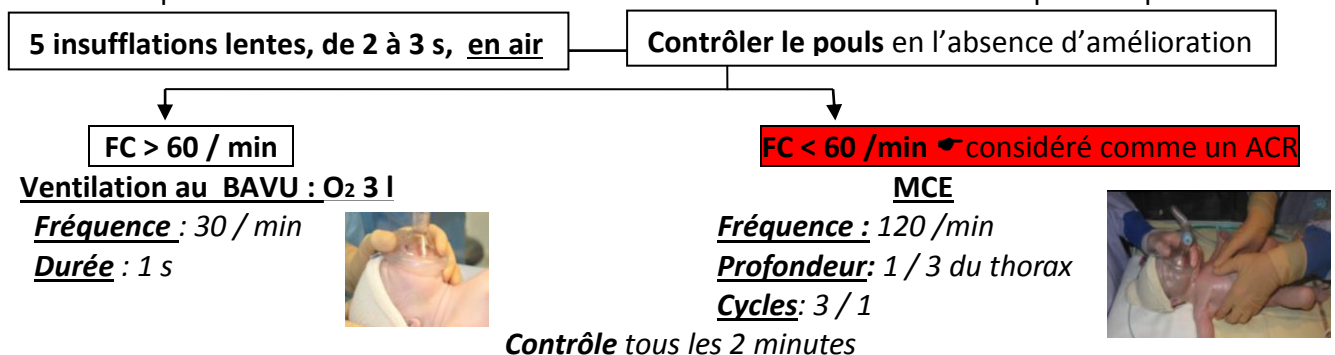 5 insufflations lentes, de 2 à 3 s, en air
Contrôler le pouls en l’absence d’amélioration
FC > 60 / min
FC < 60 /min ☛ considéré comme un ACR
Ventilation au BAVU : O2 3 l
MCE
Fréquence : 30 / min
Fréquence : 120 /min
Durée : 1 s
Profondeur: 1 / 3 du thorax
Cycles: 3 / 1
Contrôle tous les 2 minutes